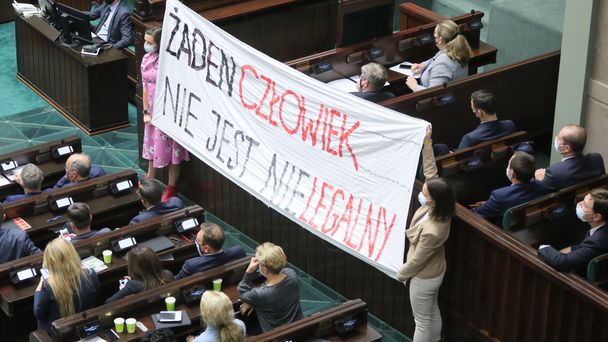 ŻADEN CZŁOWIEK
NIE JEST NIELEGALNY